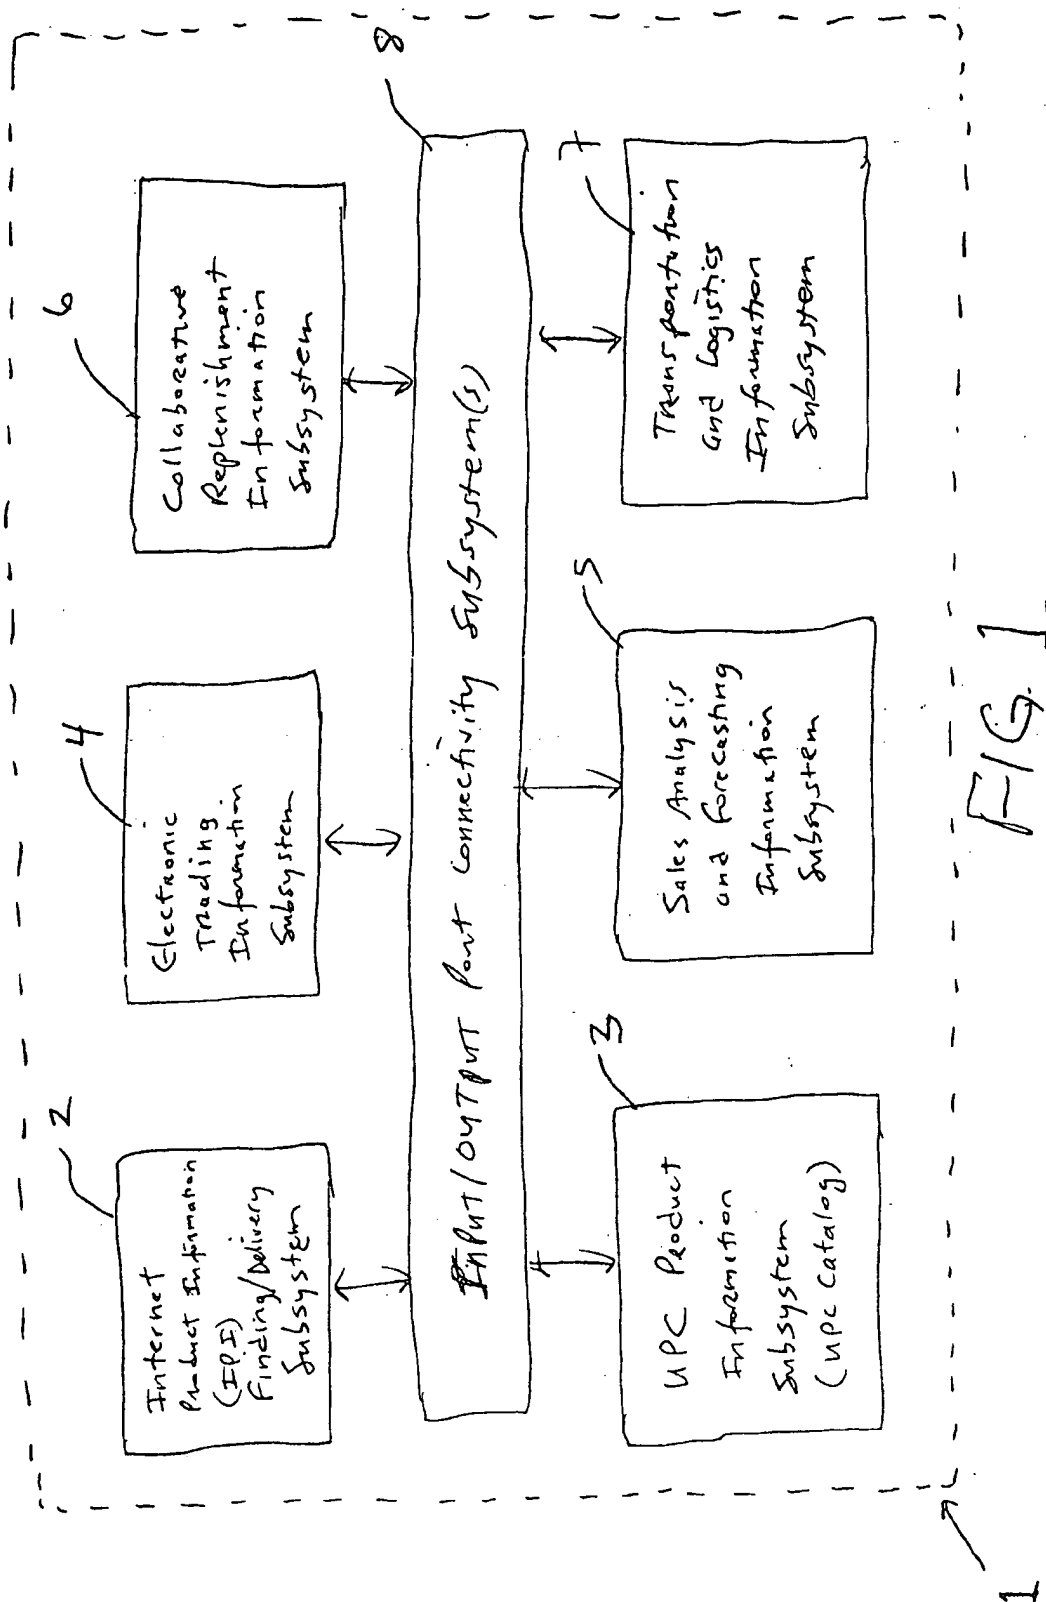 2
Internet
Product Information
(IPI)
Finding/Delivery
Subsystem
4
Electronic
Trading
Information
Subsystem
6
Collaborative
Replenishment
Information
Subsystem
8
Input/Output Port Connectivity Subsystem(s)
3
UPC Product
Information
Subsystem
(UPC Catalog)
5
Sales Analysis
and Forecasting
Information
Subsystem
7
Transportation
and Logistics
Information
Subsystem
1
FIG. 1